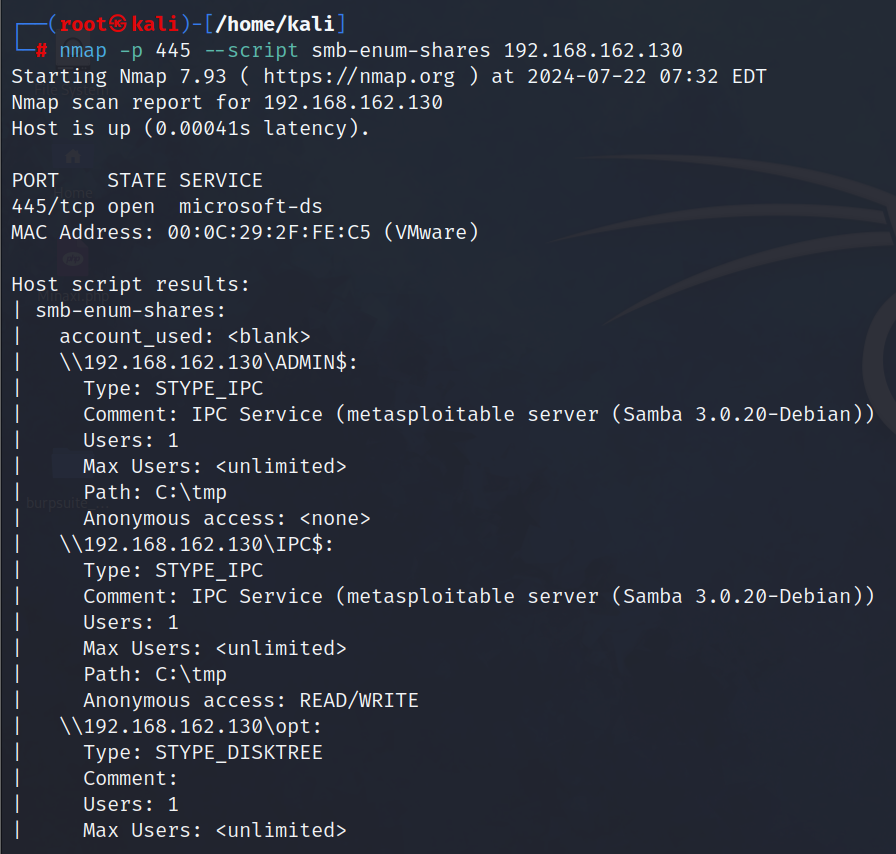 ┌──(root㉿kali)-[/home/kali]
└─# nmap -p 445 --script smb-enum-shares 192.168.162.130
Starting Nmap 7.93 ( https://nmap.org ) at 2024-07-22 07:32 EDT
Nmap scan report for 192.168.162.130
Host is up (0.00041s latency).

PORT    STATE SERVICE
445/tcp open  microsoft-ds
MAC Address: 00:0C:29:2F:FE:C5 (VMware)

Host script results:
| smb-enum-shares:
|   account_used: <blank>
|   \\192.168.162.130\ADMIN$:
|     Type: STYPE_IPC
|     Comment: IPC Service (metasploitable server (Samba 3.0.20-Debian))
|     Users: 1
|     Max Users: <unlimited>
|     Path: C:\tmp
|     Anonymous access: <none>
|   \\192.168.162.130\IPC$:
|     Type: STYPE_IPC
|     Comment: IPC Service (metasploitable server (Samba 3.0.20-Debian))
|     Users: 1
|     Max Users: <unlimited>
|     Path: C:\tmp
|     Anonymous access: READ/WRITE
|   \\192.168.162.130\opt:
|     Type: STYPE_DISKTREE
|     Comment:
|     Users: 1
|     Max Users: <unlimited>
burpsuite